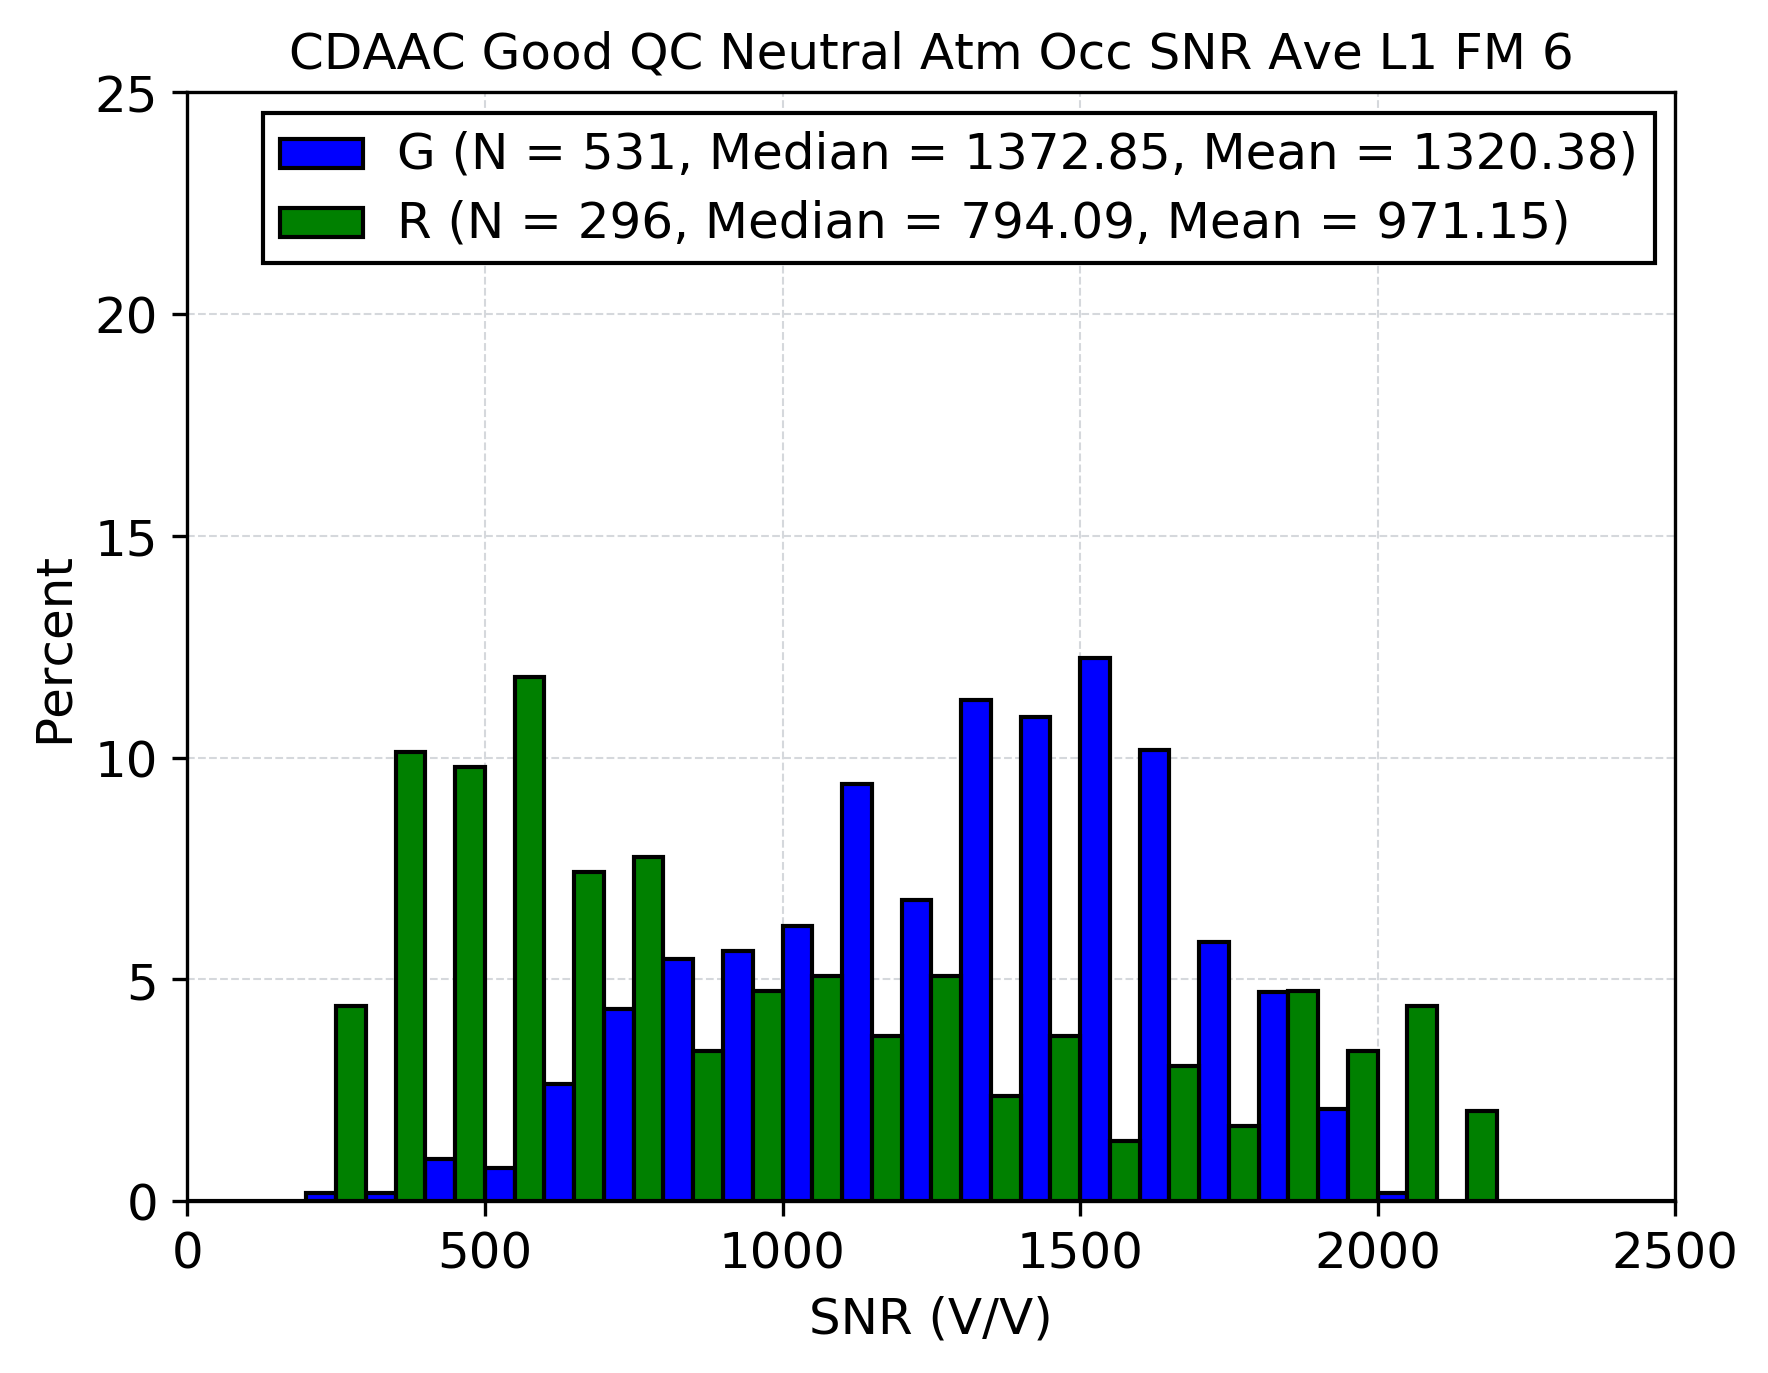 CDAAC Good QC Neutral Atm Occ SNR Ave L1 FM 6
25
G (N = 531, Median = 1372.85, Mean = 1320.38)
R (N = 296, Median = 794.09, Mean = 971.15)
20
15
10
5
0
Percent
0 500 1000 1500 2000 2500
SNR (V/V)